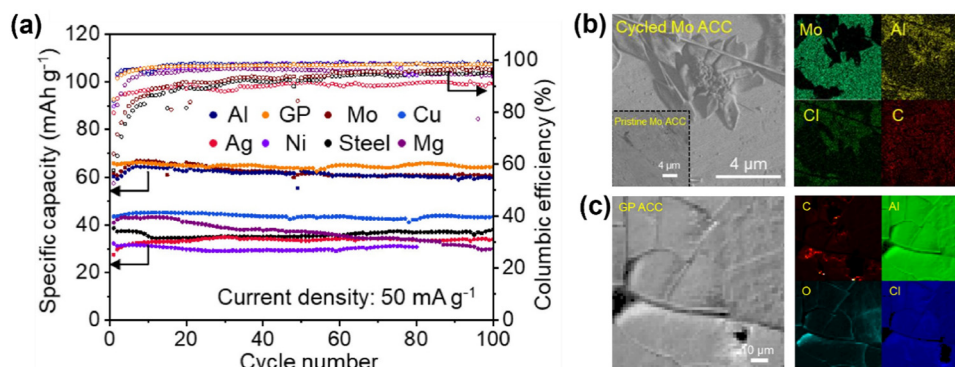 (a)
Specific capacity (mAh g⁻¹)
120
100
80
60
40
20
0
Al GP Mo Cu
Ag Ni Steel Mg
Current density: 50 mA g⁻¹
0 20 40 60 80 100
Cycle number
100
80
60
40
20
0
Columbic efficiency (%)
(b)
Cycled Mo ACC
Pristine Mo ACC
4 μm
4 μm
Mo
Al
Cl
C
(c)
GP ACC
10 μm
C
Al
O
Cl